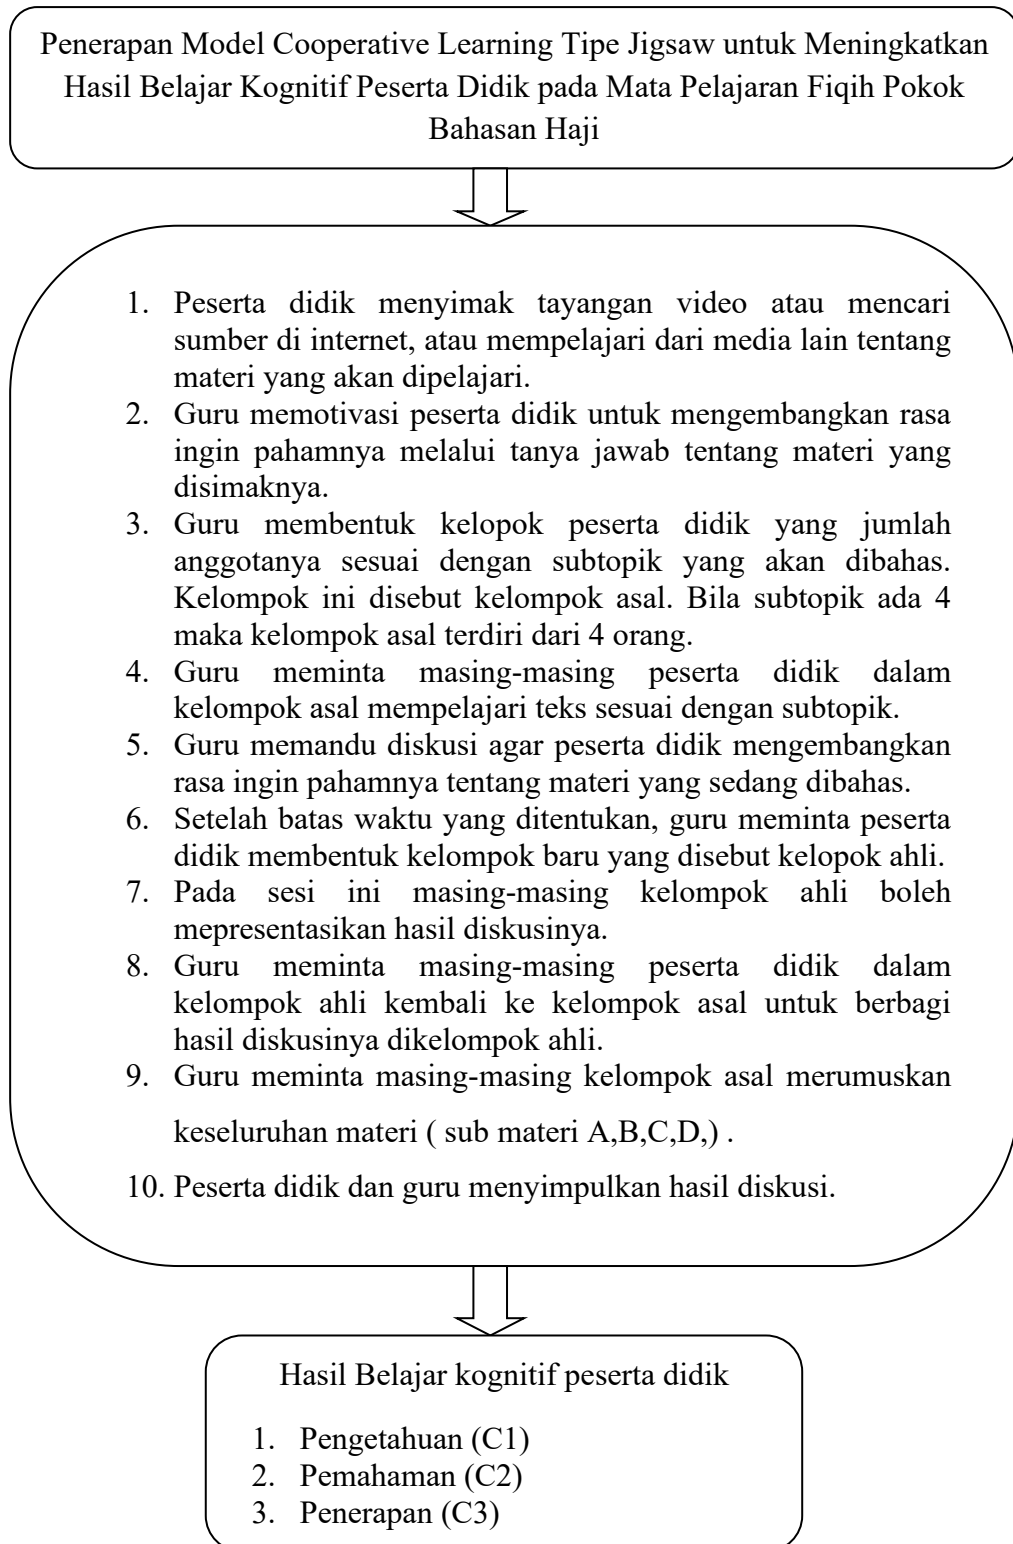 Penerapan Model Cooperative Learning Tipe Jigsaw untuk Meningkatkan
Hasil Belajar Kognitif Peserta Didik pada Mata Pelajaran Fiqih Pokok
Bahasan Haji
1. Peserta didik menyimak tayangan video atau mencari
sumber di internet, atau mempelajari dari media lain tentang
materi yang akan dipelajari.
2. Guru memotivasi peserta didik untuk mengembangkan rasa
ingin pahamnya melalui tanya jawab tentang materi yang
disimaknya.
3. Guru membentuk kelopok peserta didik yang jumlah
anggotanya sesuai dengan subtopik yang akan dibahas.
Kelompok ini disebut kelompok asal. Bila subtopik ada 4
maka kelompok asal terdiri dari 4 orang.
4. Guru meminta masing-masing peserta didik dalam
kelompok asal mempelajari teks sesuai dengan subtopik.
5. Guru memandu diskusi agar peserta didik mengembangkan
rasa ingin pahamnya tentang materi yang sedang dibahas.
6. Setelah batas waktu yang ditentukan, guru meminta peserta
didik membentuk kelompok baru yang disebut kelopok ahli.
7. Pada sesi ini masing-masing kelompok ahli boleh
mepresentasikan hasil diskusinya.
8. Guru meminta masing-masing peserta didik dalam
kelompok ahli kembali ke kelompok asal untuk berbagi
hasil diskusinya dikelompok ahli.
9. Guru meminta masing-masing kelompok asal merumuskan
keseluruhan materi ( sub materi A,B,C,D,) .
10. Peserta didik dan guru menyimpulkan hasil diskusi.
Hasil Belajar kognitif peserta didik
1. Pengetahuan (C1)
2. Pemahaman (C2)
3. Penerapan (C3)